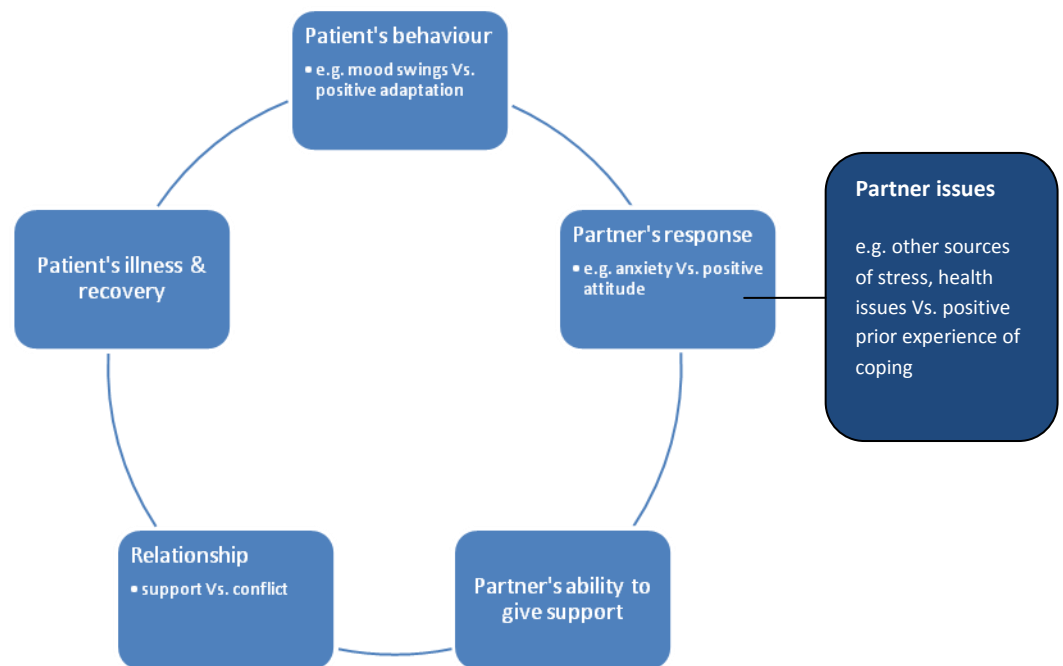 Patient's behaviour
▪ e.g. mood swings Vs.
positive adaptation
Partner's response
▪ e.g. anxiety Vs. positive
attitude
Partner issues
e.g. other sources
of stress, health
issues Vs. positive
prior experience of
coping
Partner's ability to
give support
Relationship
▪ support Vs. conflict
Patient's illness &
recovery